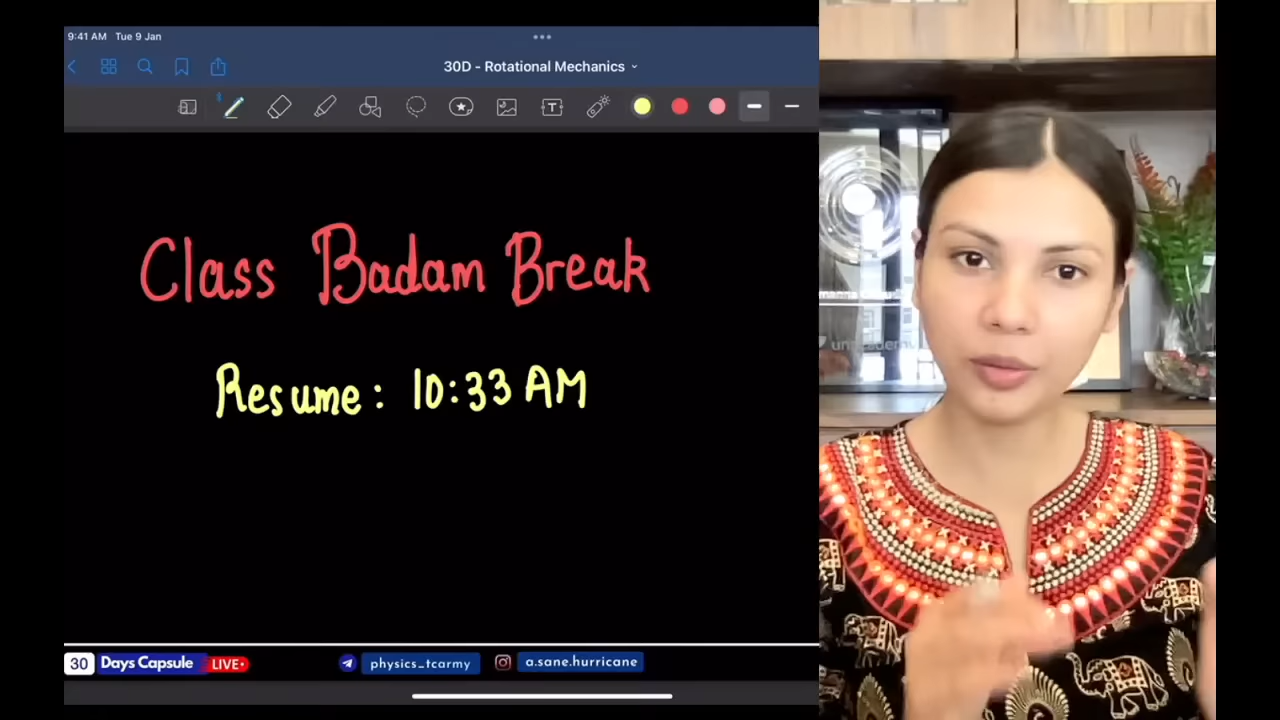 9:41 AM Tue 9 Jan
30D - Rotational Mechanics
T
Class Badam Break
Resume: 10:33 AM
30 Days Capsule LIVE
physics_tcarmy
a.sane.hurricane